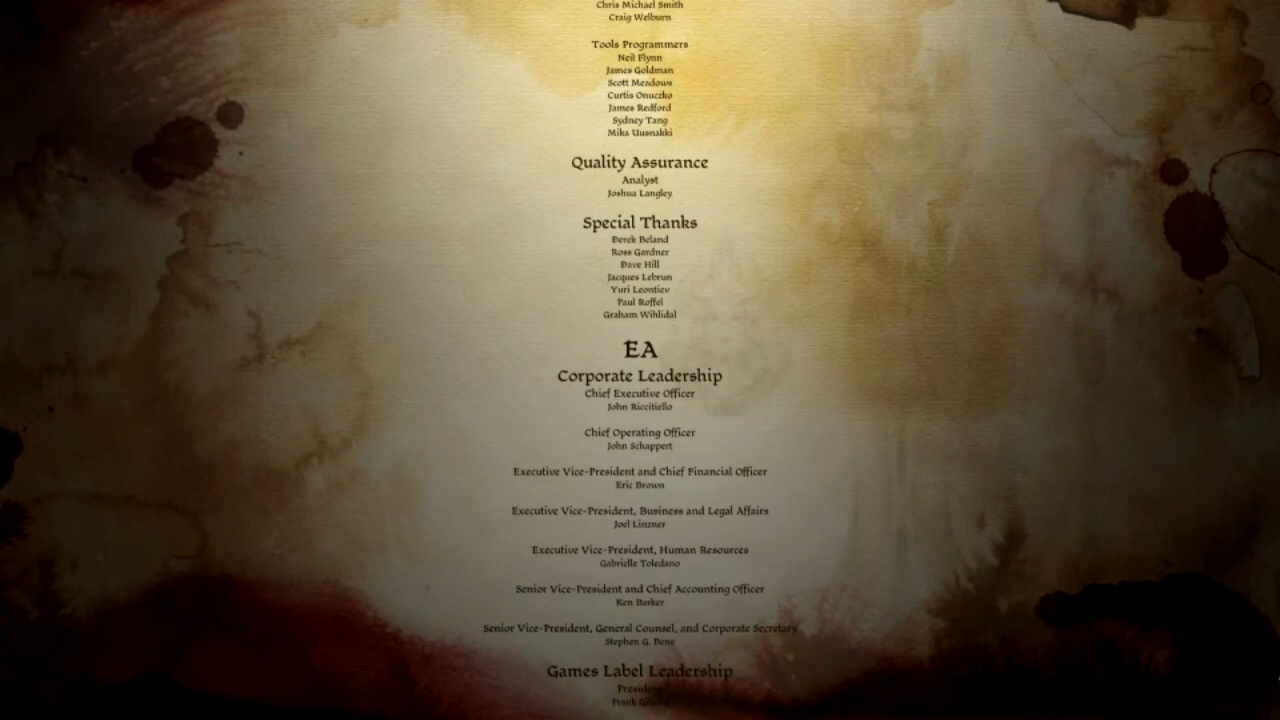 Chris Michael Smith
Craig Welburn
Tools Programmers
Neil Flynn
James Goldman
Scott Meadows
Curtis Onuczko
James Redford
Sydney Tang
Mika Uusnakki
Quality Assurance
Analyst
Joshua Langley
Special Thanks
Derek Beland
Ross Gardner
Dave Hill
Jacques Lebrun
Yuri Leontiev
Paul Roffel
Graham Wihlidal
EA
Corporate Leadership
Chief Executive Officer
John Riccitiello
Chief Operating Officer
John Schappert
Executive Vice-President and Chief Financial Officer
Eric Brown
Executive Vice-President, Business and Legal Affairs
Joel Linzner
Executive Vice-President, Human Resources
Gabrielle Toledano
Senior Vice-President and Chief Accounting Officer
Ken Barker
Senior Vice-President, General Counsel, and Corporate Secretary
Stephen G. Bene
Games Label Leadership
President
Frank